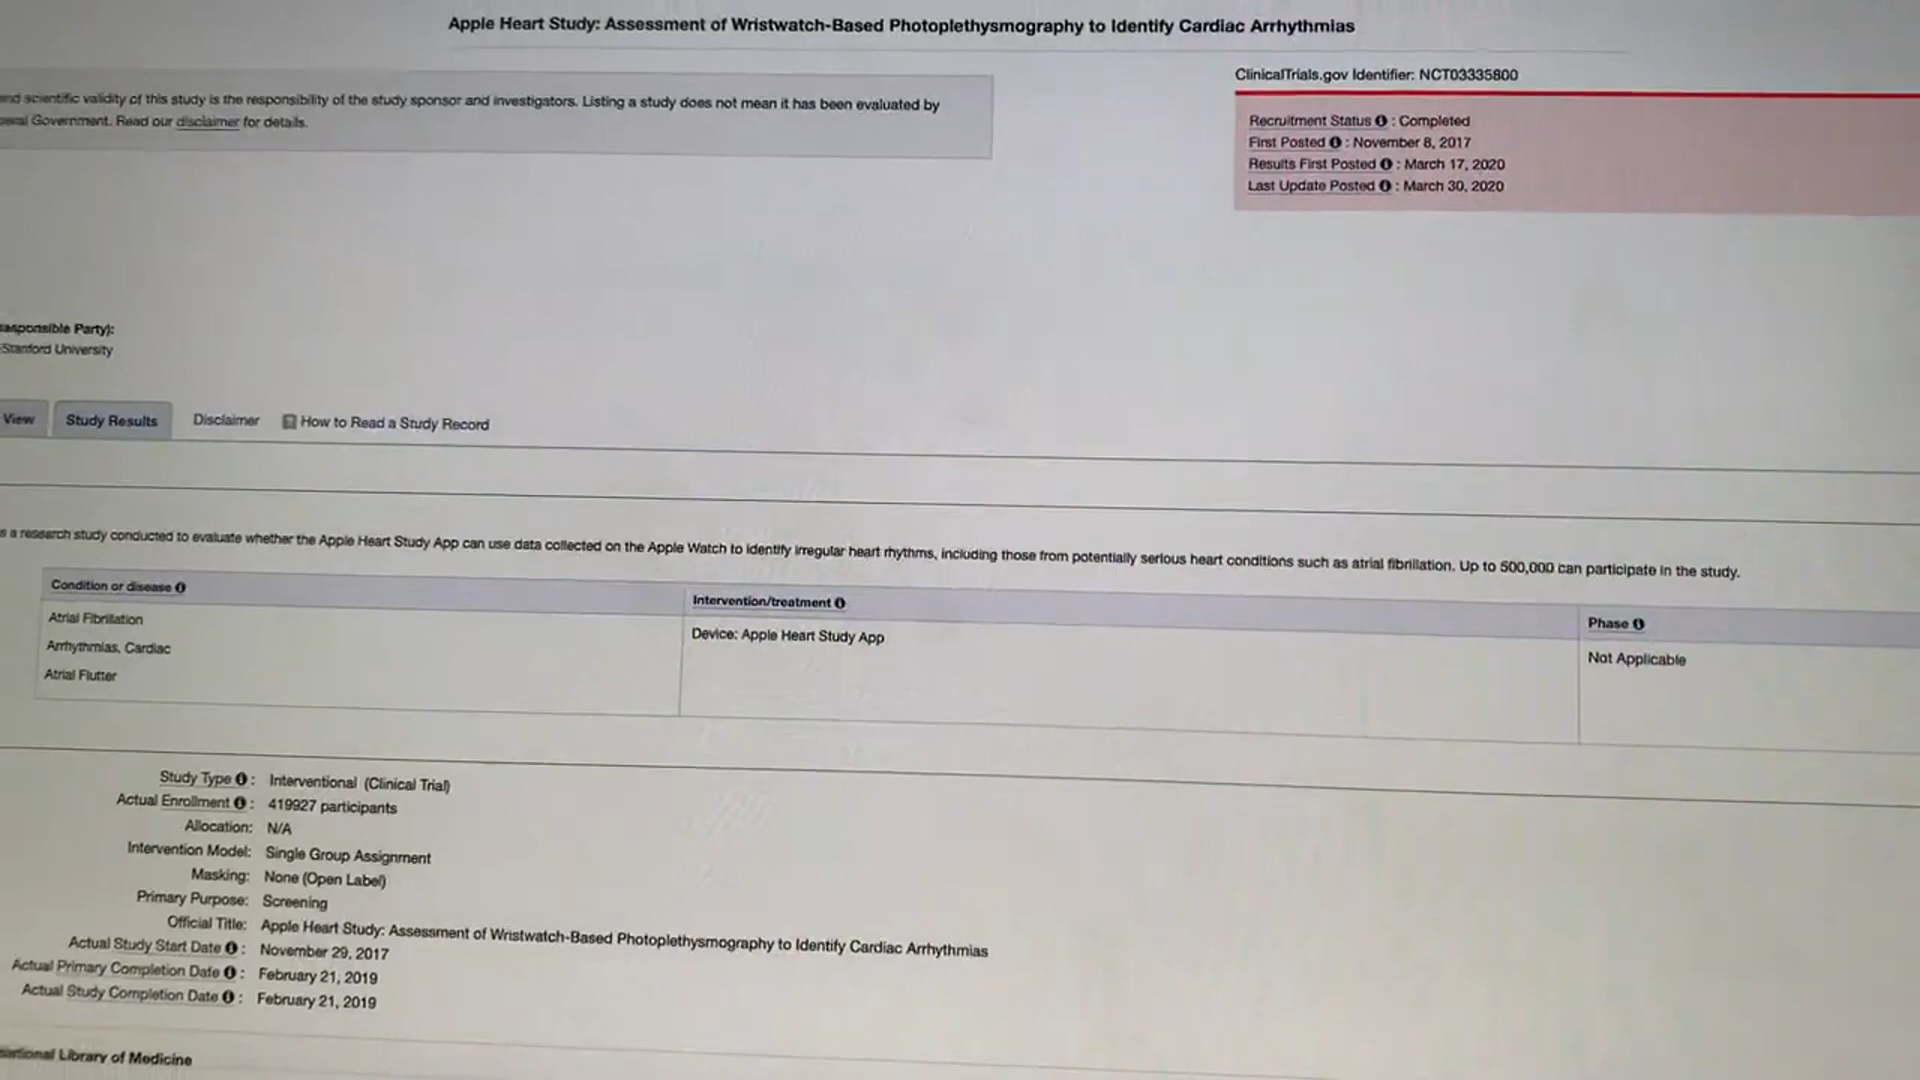 Apple Heart Study: Assessment of Wristwatch-Based Photoplethysmography to Identify Cardiac Arrhythmias
ClinicalTrials.gov Identifier: NCT03335800
and scientific validity of this study is the responsibility of the study sponsor and investigators. Listing a study does not mean it has been evaluated by
Government. Read our disclaimer for details.
Recruitment Status : Completed
First Posted : November 8, 2017
Results First Posted : March 17, 2020
Last Update Posted : March 30, 2020
Party):
Stanford University
View
Study Results
Disclaimer
How to Read a Study Record
a research study conducted to evaluate whether the Apple Heart Study App can use data collected on the Apple Watch to identify irregular heart rhythms, including those from potentially serious heart conditions such as atrial fibrillation. Up to 500,000 can participate in the study.
Condition or disease
Intervention/treatment
Phase
Atrial Fibrillation
Arrhythmias, Cardiac
Atrial Flutter
Device: Apple Heart Study App
Not Applicable
Study Type : Interventional (Clinical Trial)
Actual Enrollment : 419927 participants
Allocation: N/A
Intervention Model: Single Group Assignment
Masking: None (Open Label)
Primary Purpose: Screening
Official Title: Apple Heart Study: Assessment of Wristwatch-Based Photoplethysmography to Identify Cardiac Arrhythmias
Actual Study Start Date : November 29, 2017
Actual Primary Completion Date : February 21, 2019
Actual Study Completion Date : February 21, 2019
Library of Medicine